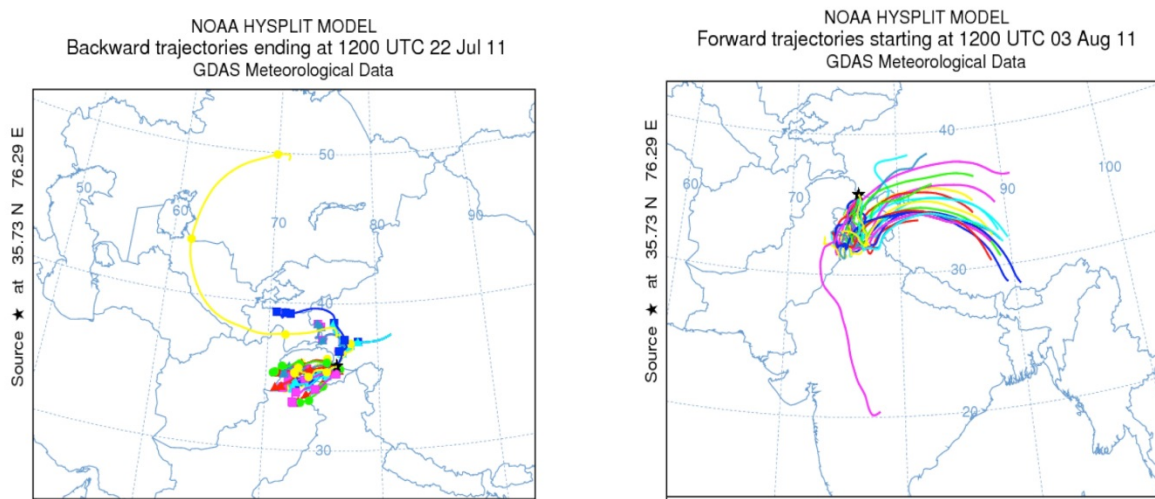 NOAA HYSPLIT MODEL
Backward trajectories ending at 1200 UTC 22 Jul 11
GDAS Meteorological Data
Source ★ at 35.73 N 76.29 E
50
60
70
80
90
50
40
30
NOAA HYSPLIT MODEL
Forward trajectories starting at 1200 UTC 03 Aug 11
GDAS Meteorological Data
Source ★ at 35.73 N 76.29 E
60
70
40
90
100
30
20